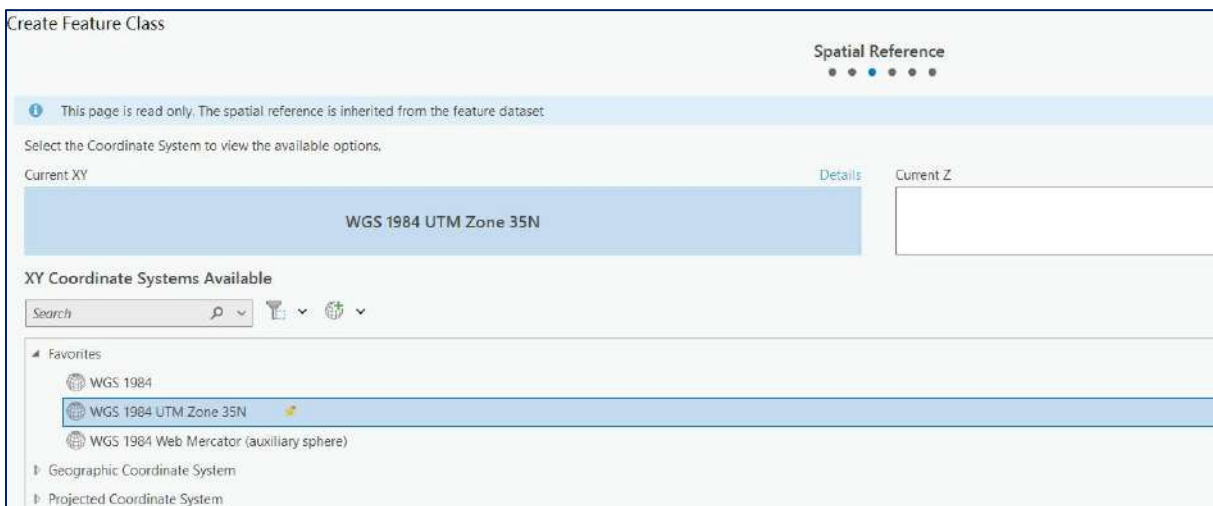 Create Feature Class
Spatial Reference
This page is read only. The spatial reference is inherited from the feature dataset
Select the Coordinate System to view the available options.
Current XY Details Current Z
WGS 1984 UTM Zone 35N
XY Coordinate Systems Available
Search
Favorites
WGS 1984
WGS 1984 UTM Zone 35N
WGS 1984 Web Mercator (auxiliary sphere)
Geographic Coordinate System
Projected Coordinate System